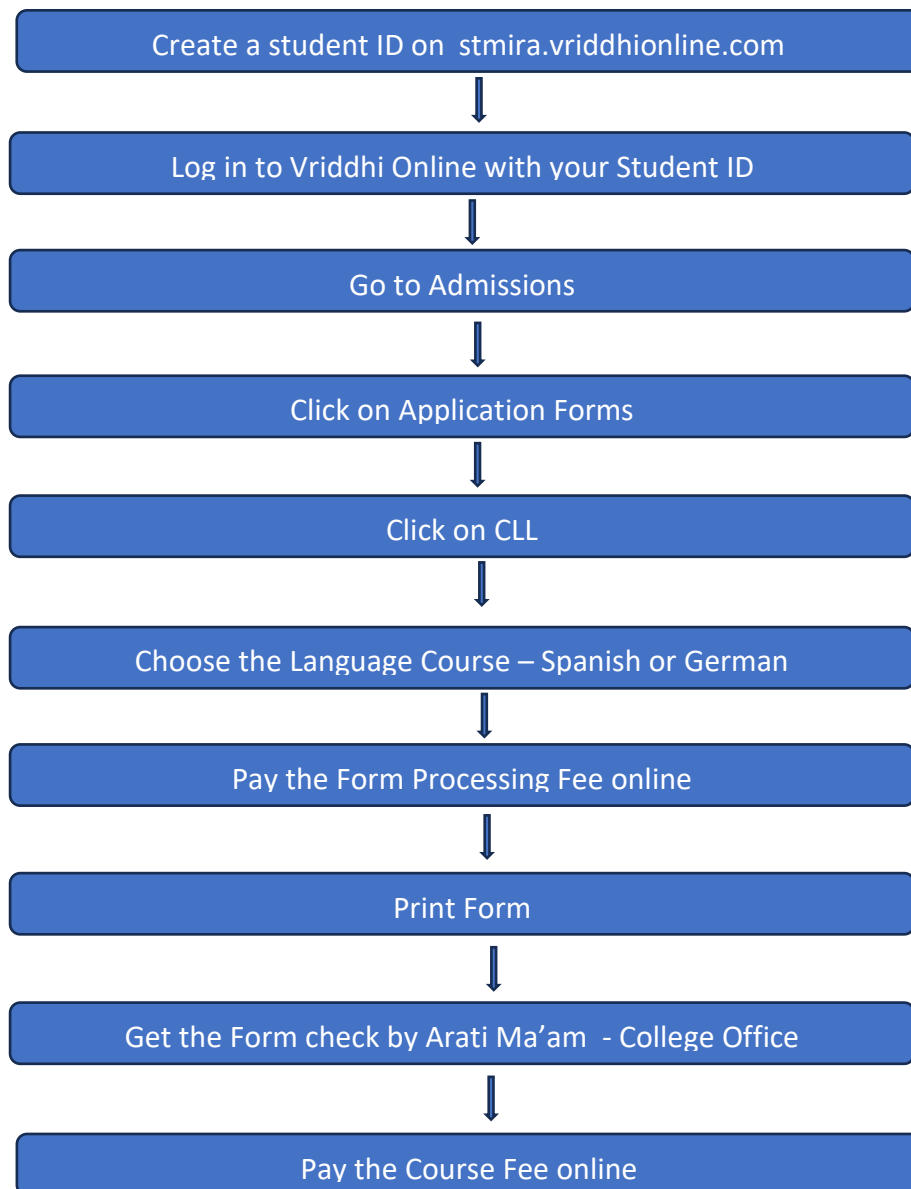 Create a student ID on  stmira.vriddhionline.com
Log in to Vriddhi Online with your Student ID
Go to Admissions
Click on Application Forms
Click on CLL
Choose the Language Course – Spanish or German
Pay the Form Processing Fee online
Print Form
Get the Form check by Arati Ma’am  - College Office
Pay the Course Fee online